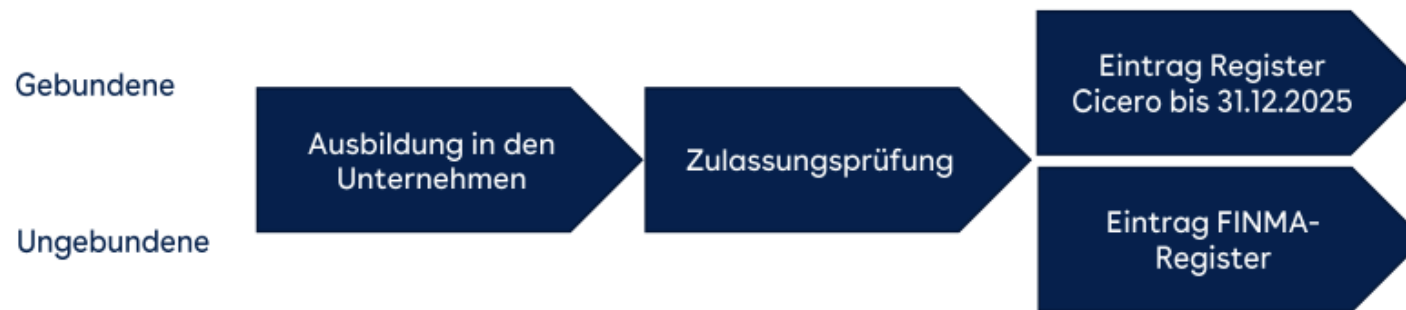 Gebundene
Ausbildung in den
Unternehmen
Zulassungsprüfung
Eintrag Register
Cicero bis 31.12.2025
Ungebundene
Eintrag FINMA-
Register